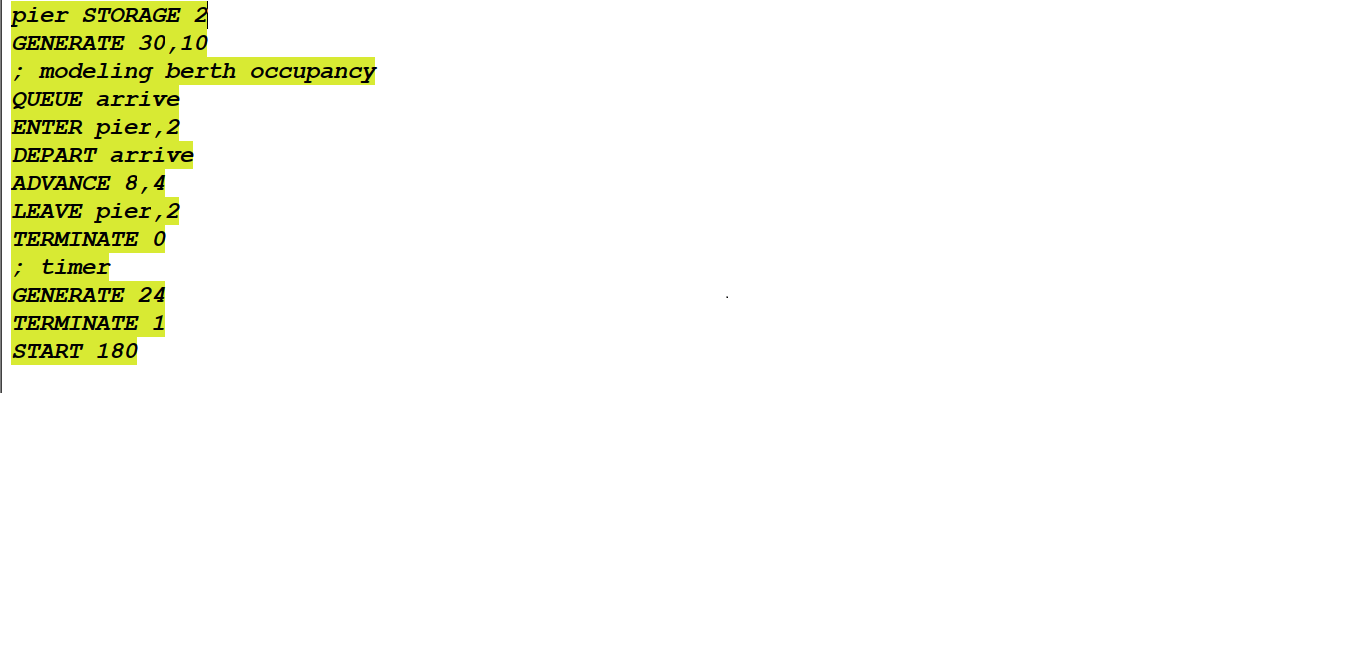 pier STORAGE 2
GENERATE 30,10
; modeling berth occupancy
QUEUE arrive
ENTER pier,2
DEPART arrive
ADVANCE 8,4
LEAVE pier,2
TERMINATE 0
; timer
GENERATE 24
TERMINATE 1
START 180